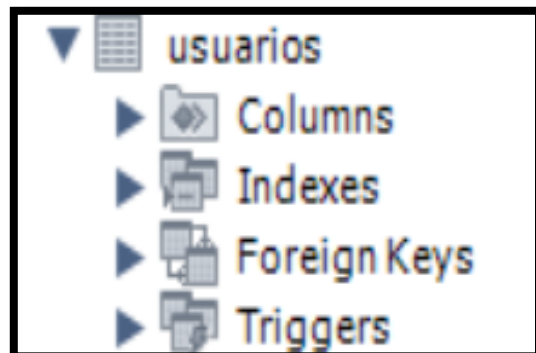 usuarios
Columns
Indexes
Foreign Keys
Triggers